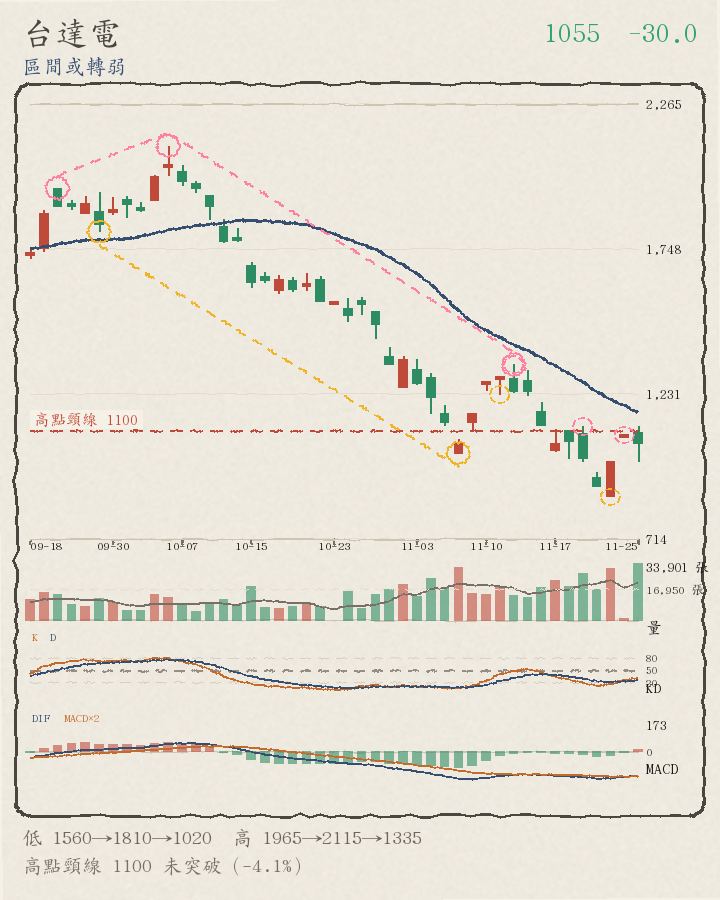 台達電
1055 -30.0
區間或轉弱
2,265
1,748
1,231
高點頸線 1100
714
09-18 09-30 10-07 10-15 10-23 11-03 11-10 11-17 11-25
33,901 張
16,950 張
量
K D
80
50
20
KD
DIF MACD×2
173
0
MACD
低 1560→1810→1020 高 1965→2115→1335
高點頸線 1100 未突破 (-4.1%)